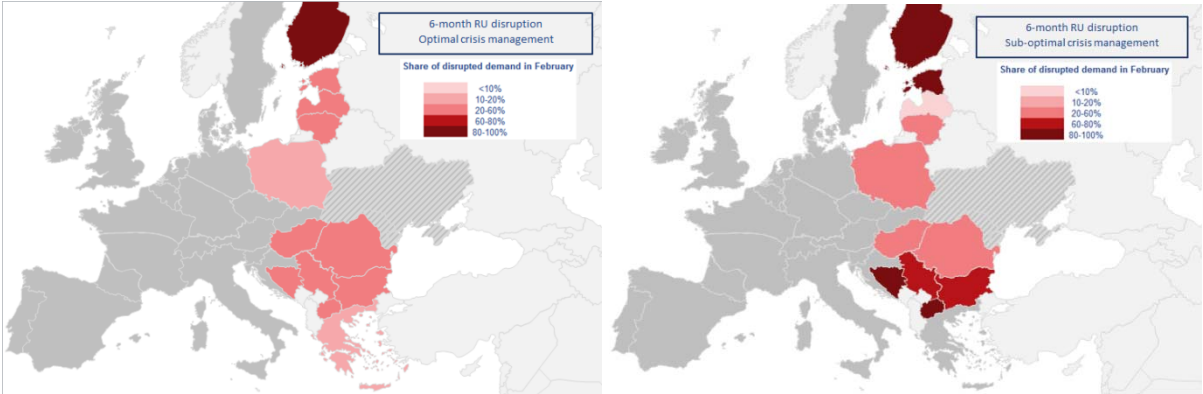 6-month RU disruption
Optimal crisis management
Share of disrupted demand in February
<10%
10-20%
20-60%
60-80%
80-100%
6-month RU disruption
Sub-optimal crisis management
Share of disrupted demand in February
<10%
10-20%
20-60%
60-80%
80-100%